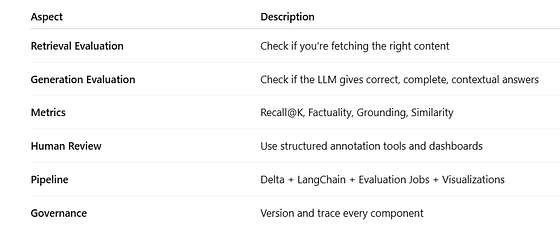 Aspect Description
Retrieval Evaluation Check if you're fetching the right content
Generation Evaluation Check if the LLM gives correct, complete, contextual answers
Metrics Recall@K, Factuality, Grounding, Similarity
Human Review Use structured annotation tools and dashboards
Pipeline Delta + LangChain + Evaluation Jobs + Visualizations
Governance Version and trace every component